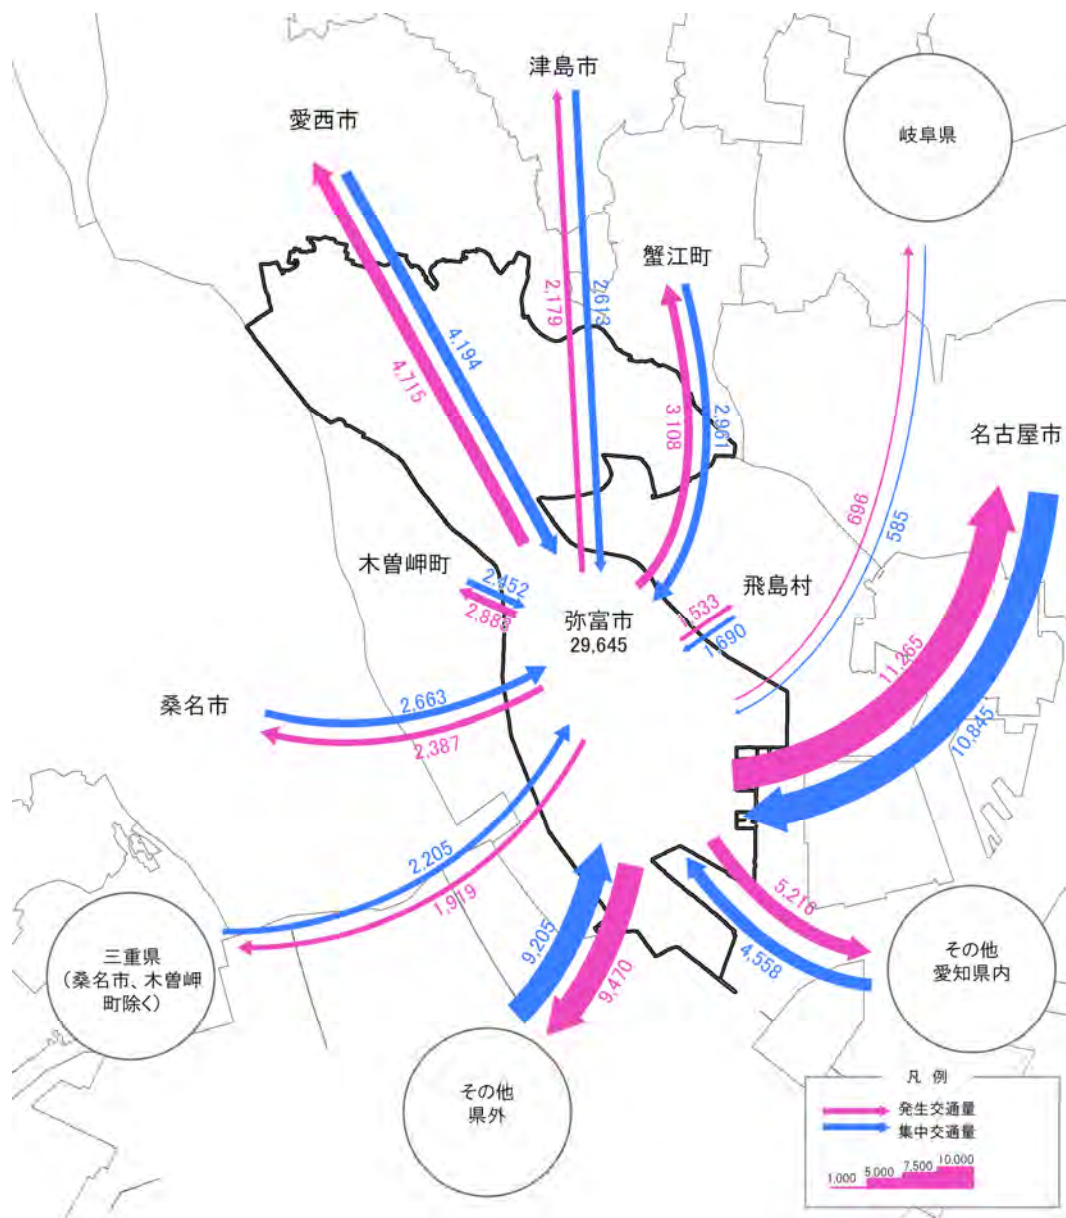 津島市
愛西市
岐阜県
蟹江町
2,179
2,613
4,194
4,715
3,108
2,961
名古屋市
696
585
木曽岬町
2,452
飛島村
1,533
1,690
弥富市
29,645
11,265
10,845
桑名市
2,663
2,387
2,205
1,919
5,216
4,558
9,205
9,470
三重県
（桑名市、木曽岬
町除く）
その他
愛知県内
その他
県外
凡 例
発生交通量
集中交通量
1,000
5,000
7,500
10,000